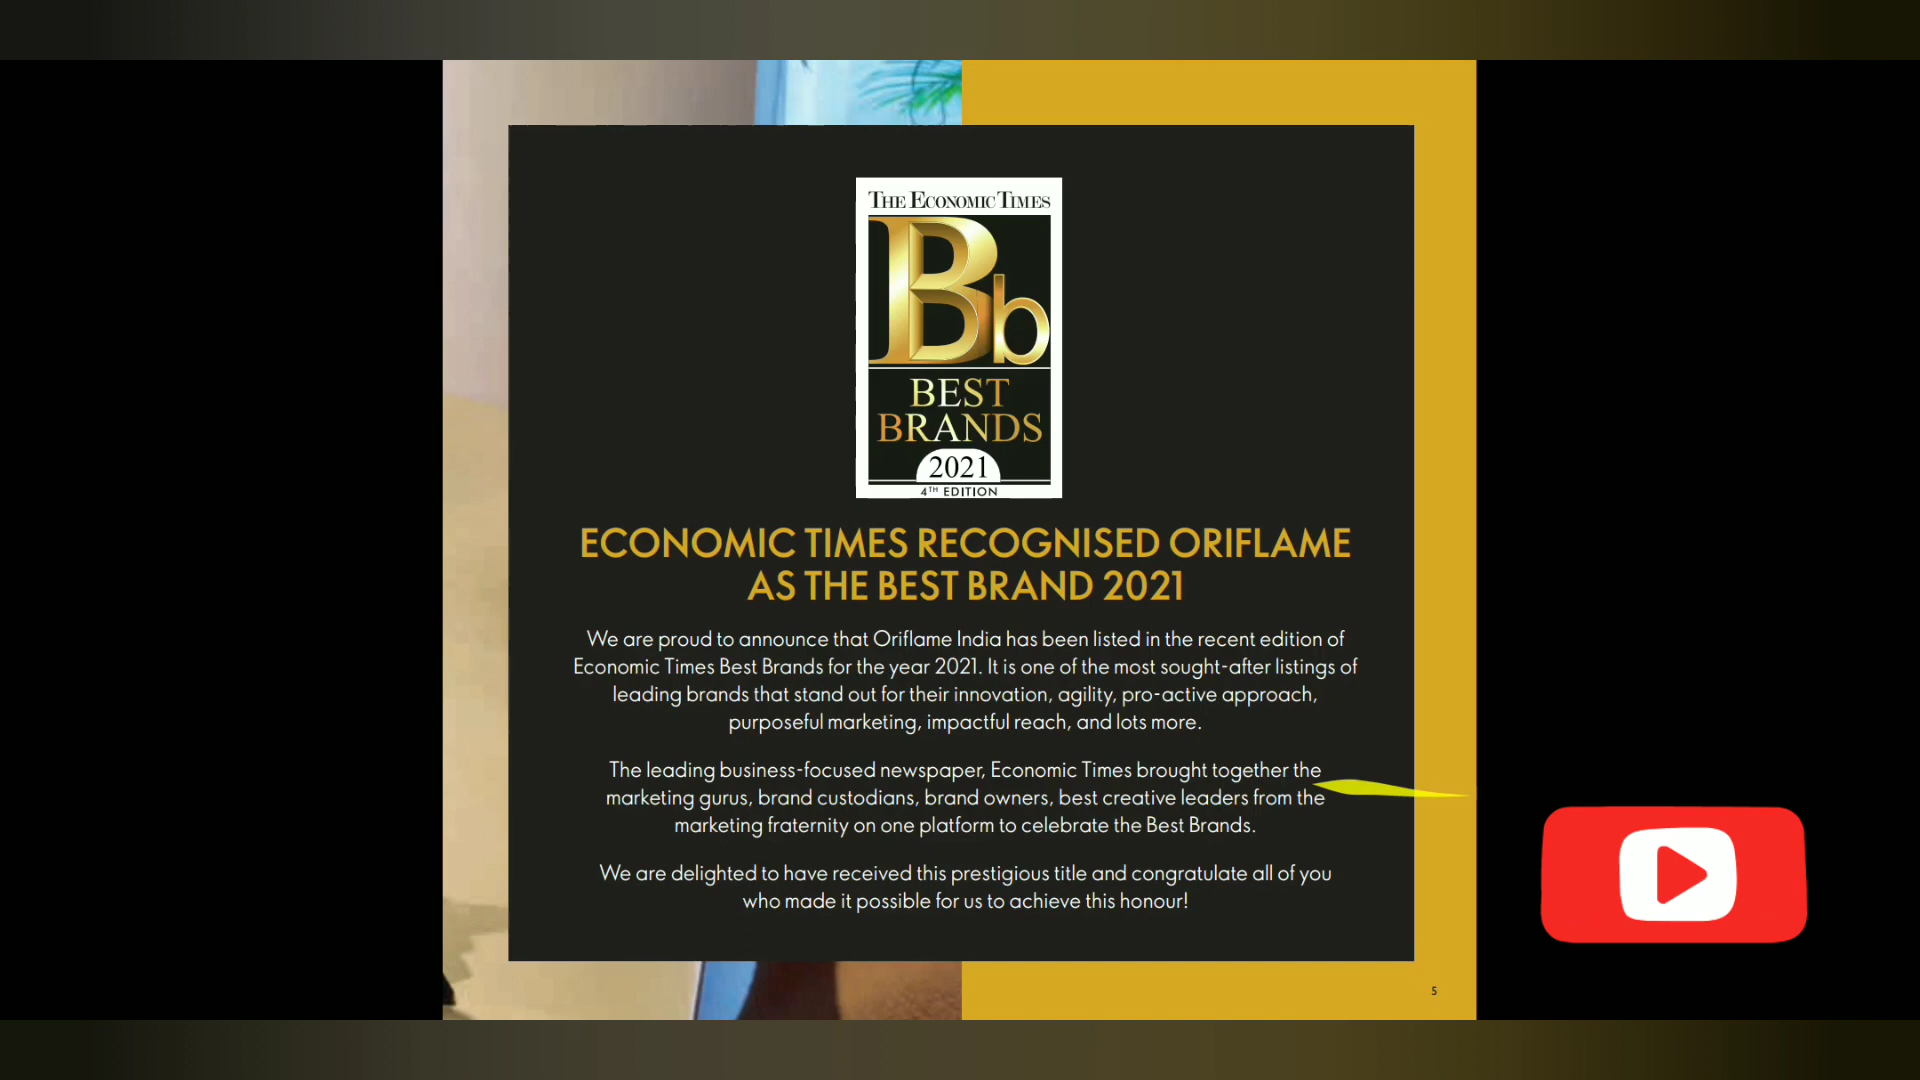 THE ECONOMIC TIMES
Bb
BEST
BRANDS
2021
4TH EDITION
ECONOMIC TIMES RECOGNISED ORIFLAME
AS THE BEST BRAND 2021
We are proud to announce that Oriflame India has been listed in the recent edition of
Economic Times Best Brands for the year 2021. It is one of the most sought-after listings of
leading brands that stand out for their innovation, agility, pro-active approach,
purposeful marketing, impactful reach, and lots more.
The leading business-focused newspaper, Economic Times brought together the
marketing gurus, brand custodians, brand owners, best creative leaders from the
marketing fraternity on one platform to celebrate the Best Brands.
We are delighted to have received this prestigious title and congratulate all of you
who made it possible for us to achieve this honour!
5